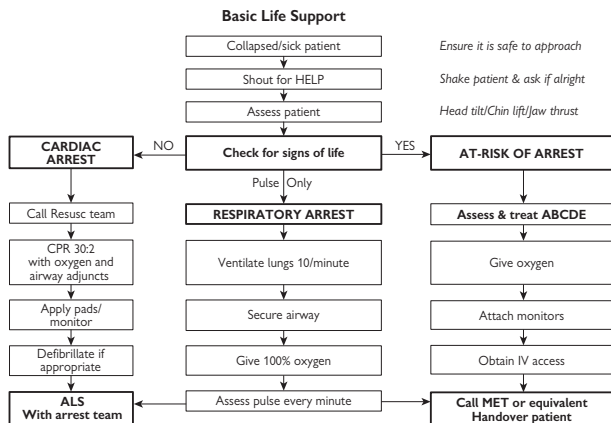 Basic Life Support
Collapsed/sick patient
Ensure it is safe to approach
Shout for HELP
Shake patient & ask if alright
Assess patient
Head tilt/Chin lift/Jaw thrust
CARDIAC
ARREST
NO
Check for signs of life
YES
AT-RISK OF ARREST
Pulse Only
Call Resusc team
RESPIRATORY ARREST
Assess & treat ABCDE
CPR 30:2
with oxygen and
airway adjuncts
Ventilate lungs 10/minute
Give oxygen
Apply pads/
monitor
Secure airway
Attach monitors
Defibrillate if
appropriate
Give 100% oxygen
Obtain IV access
ALS
With arrest team
Assess pulse every minute
Call MET or equivalent
Handover patient